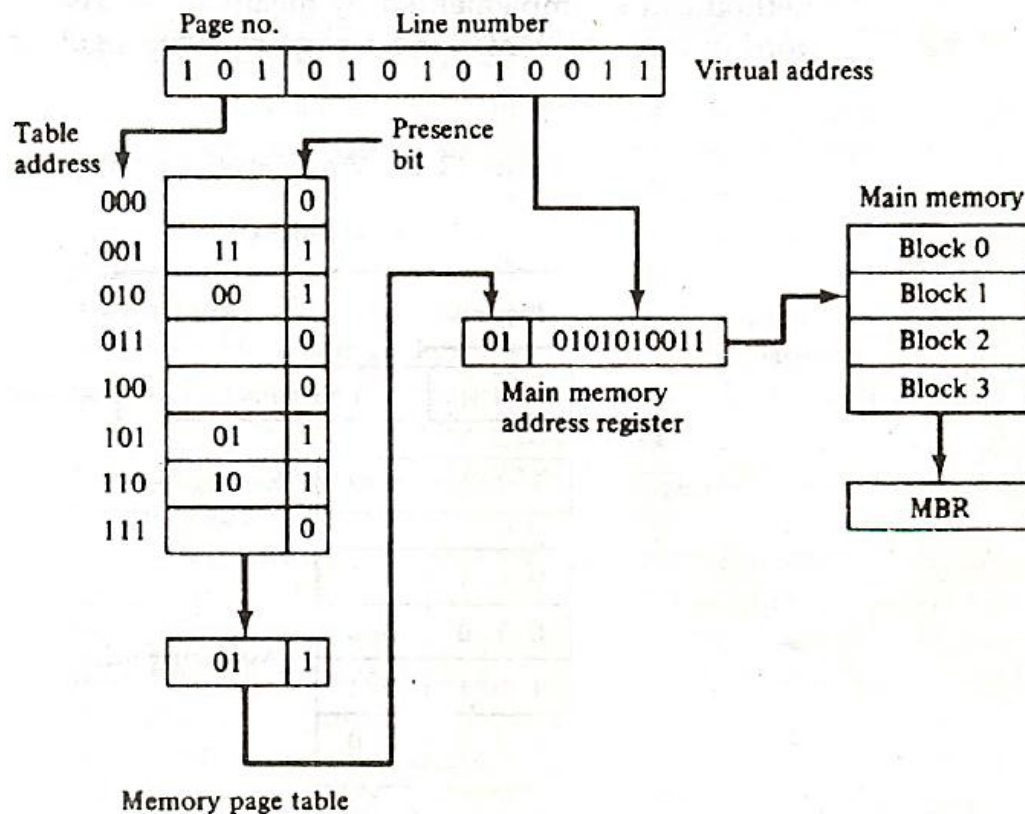 Page no. Line number
1 0 1 0 1 0 1 0 1 0 0 1 1 Virtual address
Table address
Presence bit
000 0
001 11 1
010 00 1
011 0
100 0
101 01 1
110 10 1
111 0
01 1
Memory page table
01 0101010011
Main memory address register
Main memory
Block 0
Block 1
Block 2
Block 3
MBR